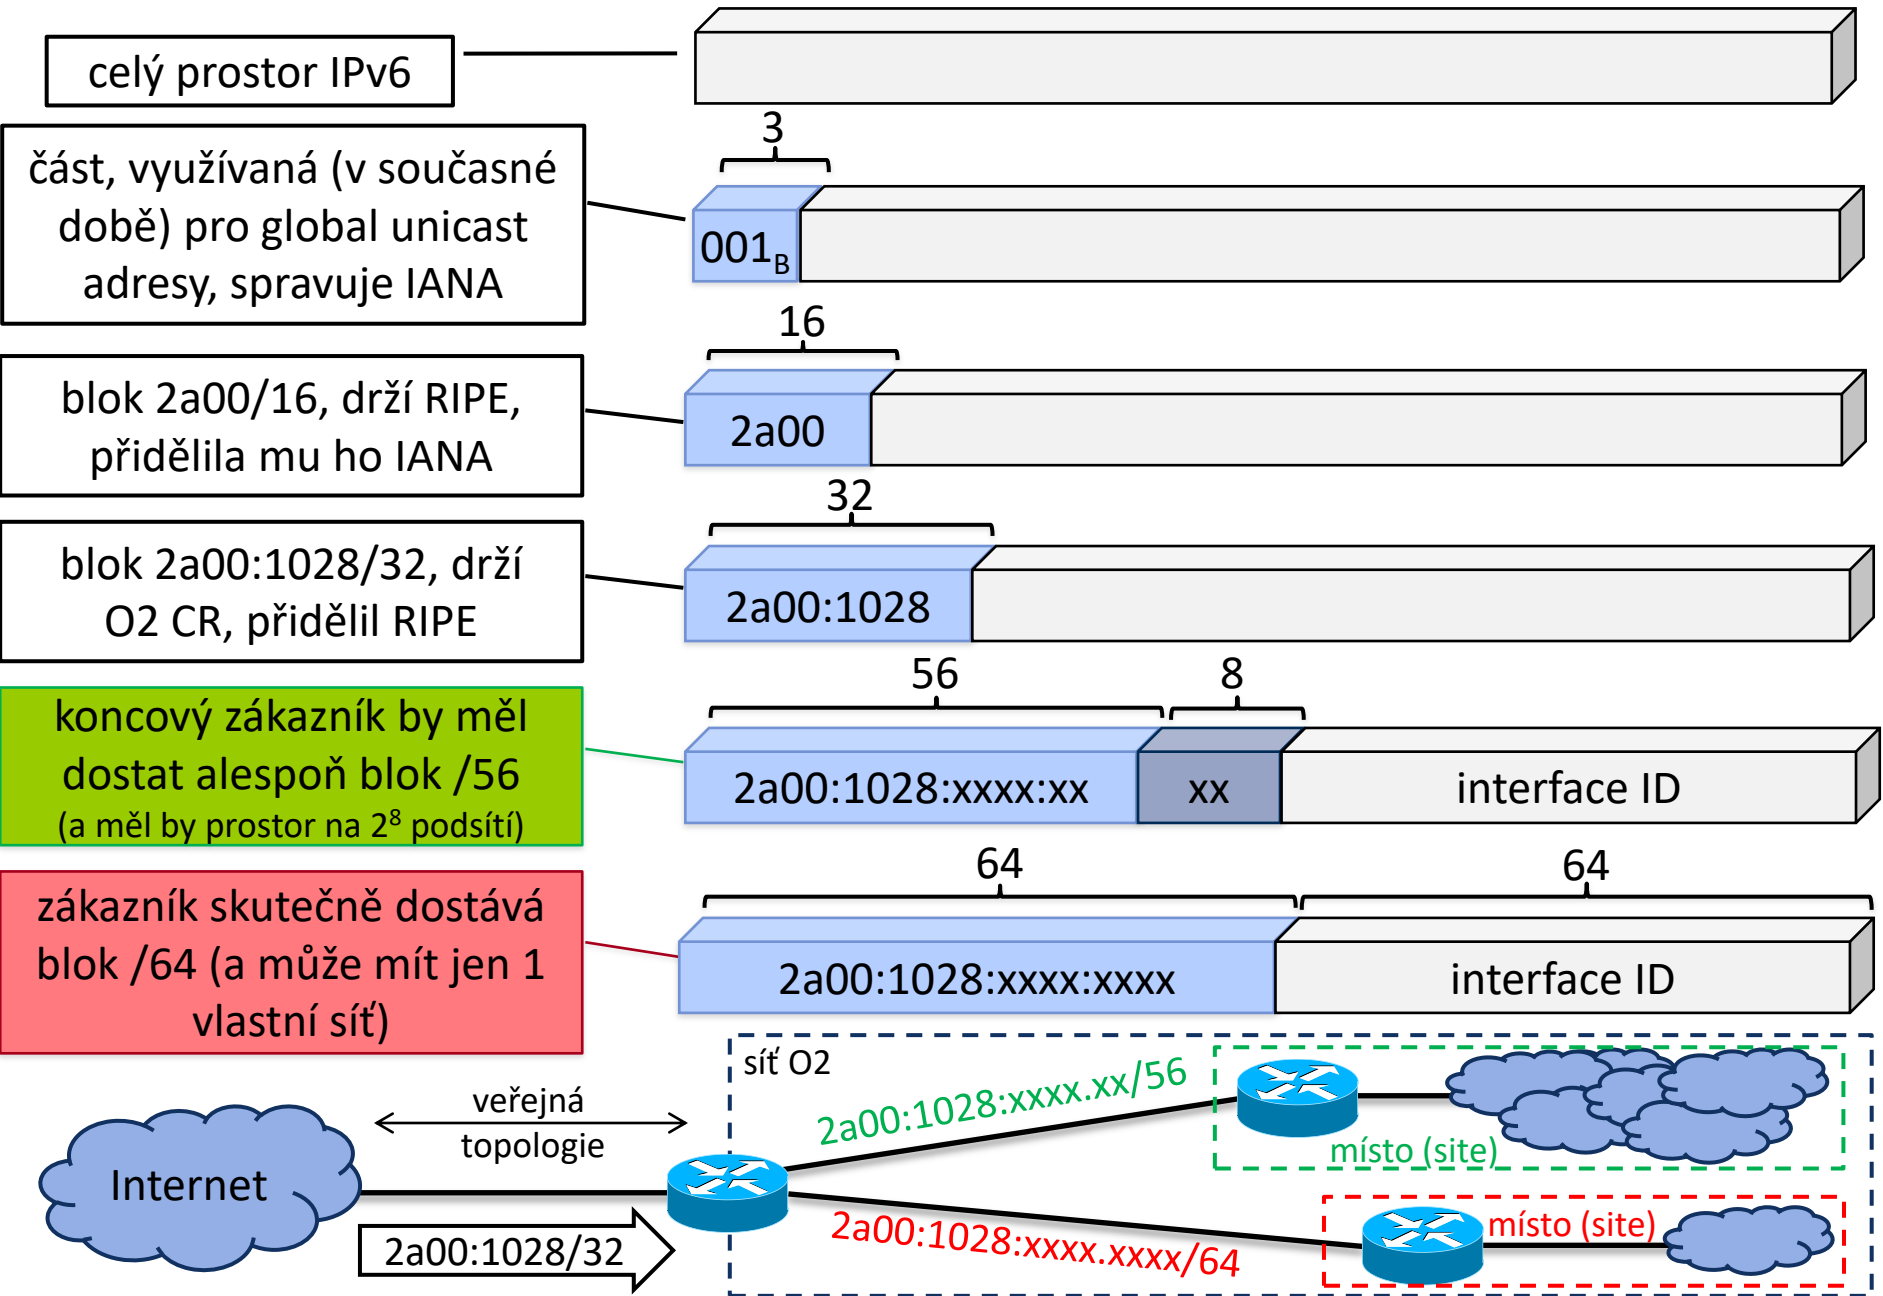 celý prostor IPv6
3
část, využívaná (v současné
době) pro global unicast
adresy, spravuje IANA
001B
16
blok 2a00/16, drží RIPE,
přidělila mu ho IANA
2a00
32
blok 2a00:1028/32, drží
O2 CR, přidělil RIPE
2a00:1028
56
8
koncový zákazník by měl
dostat alespoň blok /56
(a měl by prostor na 2⁸ podsítí)
2a00:1028:xxxx:xx
xx
interface ID
64
64
zákazník skutečně dostává
blok /64 (a může mít jen 1
vlastní síť)
2a00:1028:xxxx:xxxx
interface ID
síť O2
2a00:1028:xxxx.xx/56
místo (site)
veřejná
topologie
Internet
2a00:1028/32
2a00:1028:xxxx.xxxx/64
místo (site)